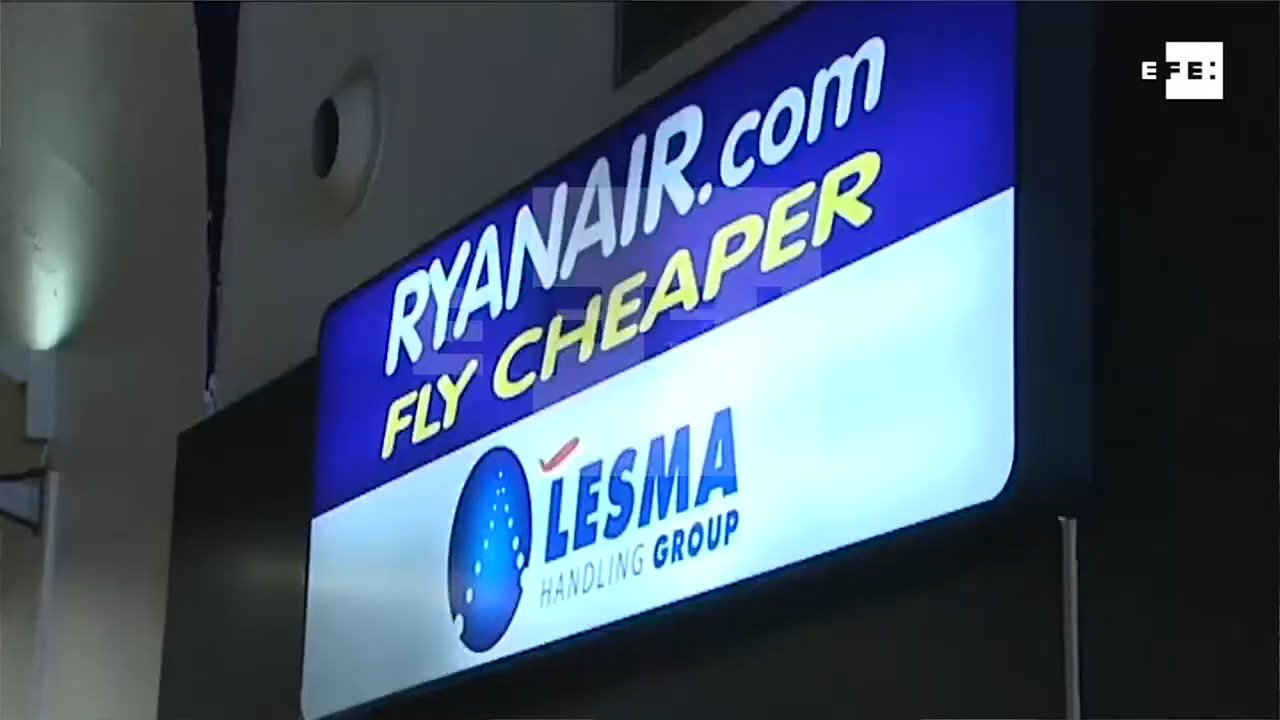 EFE:
RYANAIR.com
FLY CHEAPER
LESMA
HANDLING GROUP